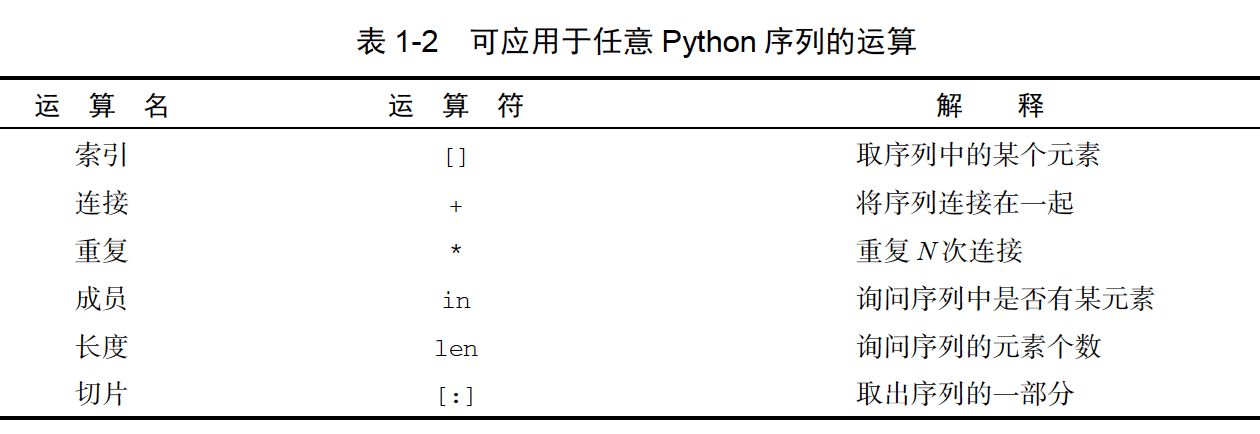 表 1-2 可应用于任意 Python 序列的运算
运 算 名 运 算 符 解 释
索引 [] 取序列中的某个元素
连接 + 将序列连接在一起
重复 * 重复 N 次连接
成员 in 询问序列中是否有某元素
长度 len 询问序列的元素个数
切片 [:] 取出序列的一部分